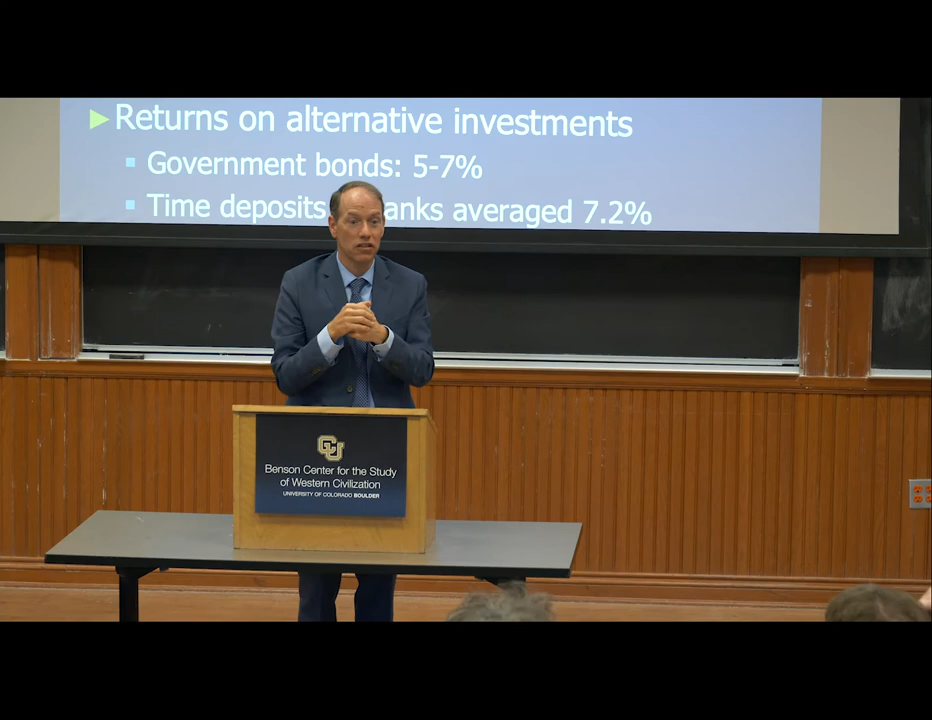 Returns on alternative investments
Government bonds: 5-7%
Time deposits anks averaged 7.2%
CU
Benson Center for the Study
of Western Civilization
UNIVERSITY OF COLORADO BOULDER